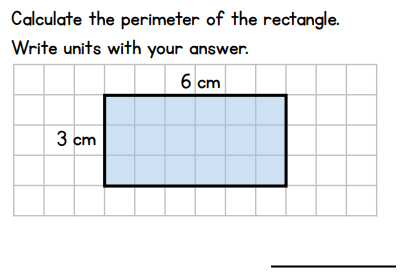 Calculate the perimeter of the rectangle.
Write units with your answer.
6 cm
3 cm